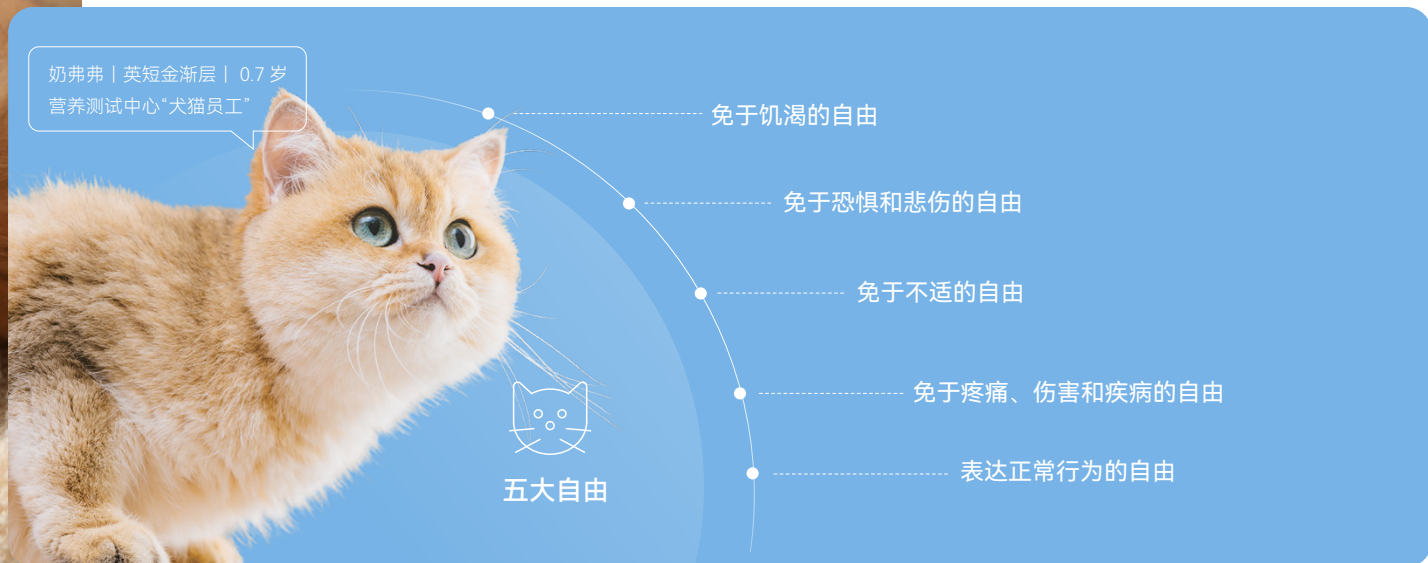 奶弗弗｜英短金渐层｜ 0.7 岁
营养测试中心“犬猫员工”
免于饥渴的自由
免于恐惧和悲伤的自由
免于不适的自由
免于疼痛、伤害和疾病的自由
表达正常行为的自由
五大自由